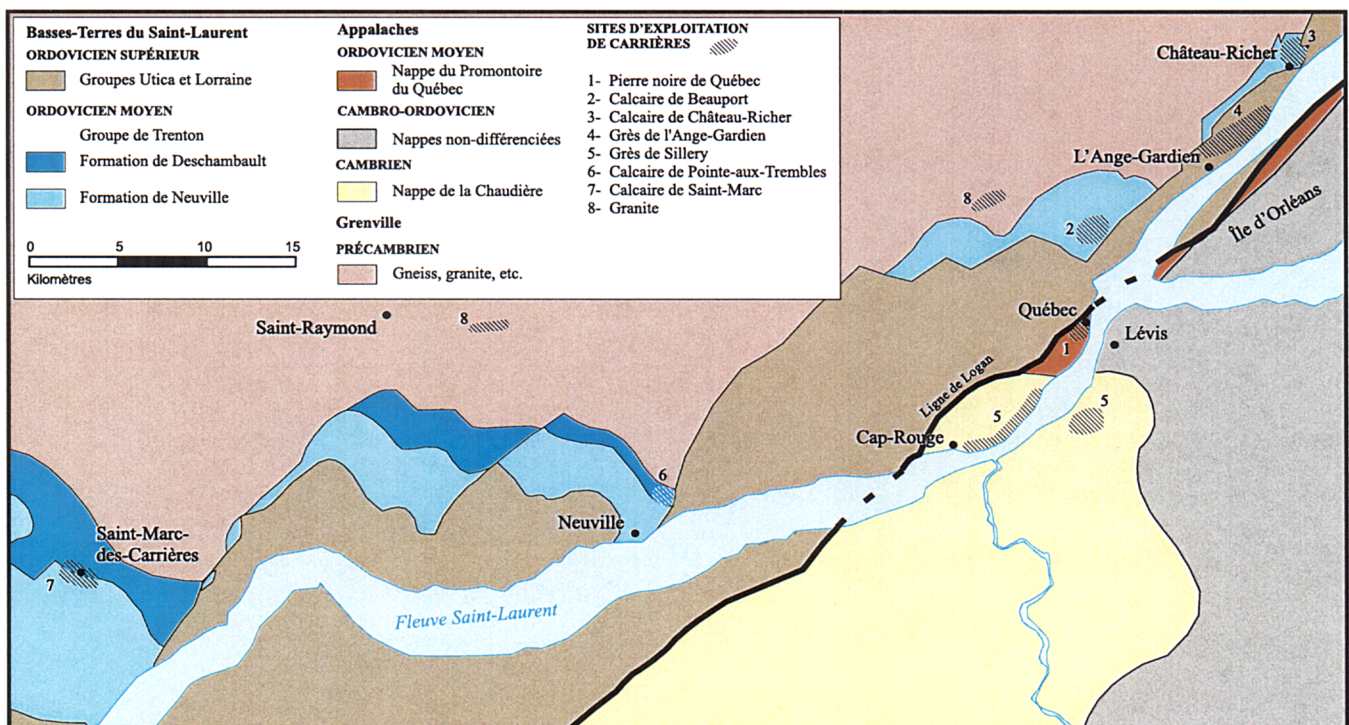 Basses-Terres du Saint-Laurent
ORDOVICIEN SUPÉRIEUR
Groupes Utica et Lorraine
ORDOVICIEN MOYEN
Groupe de Trenton
Formation de Deschambault
Formation de Neuville
0 5 10 15
Kilomètres
Appalaches
ORDOVICIEN MOYEN
Nappe du Promontoire
du Québec
CAMBRO-ORDOVICIEN
Nappes non-différenciées
CAMBRIEN
Nappe de la Chaudière
Grenville
PRÉCAMBRIEN
Gneiss, granite, etc.
SITES D'EXPLOITATION
DE CARRIÈRES
1- Pierre noire de Québec
2- Calcaire de Beauport
3- Calcaire de Château-Richer
4- Grès de l'Ange-Gardien
5- Grès de Sillery
6- Calcaire de Pointe-aux-Trembles
7- Calcaire de Saint-Marc
8- Granite
3
Château-Richer
4
L'Ange-Gardien
8
2
Île d'Orléans
Québec
Saint-Raymond
8
Lévis
1
Ligne de Logan
5
5
Cap-Rouge
6
Neuville
Saint-Marc-
des-Carrières
7
Fleuve Saint-Laurent